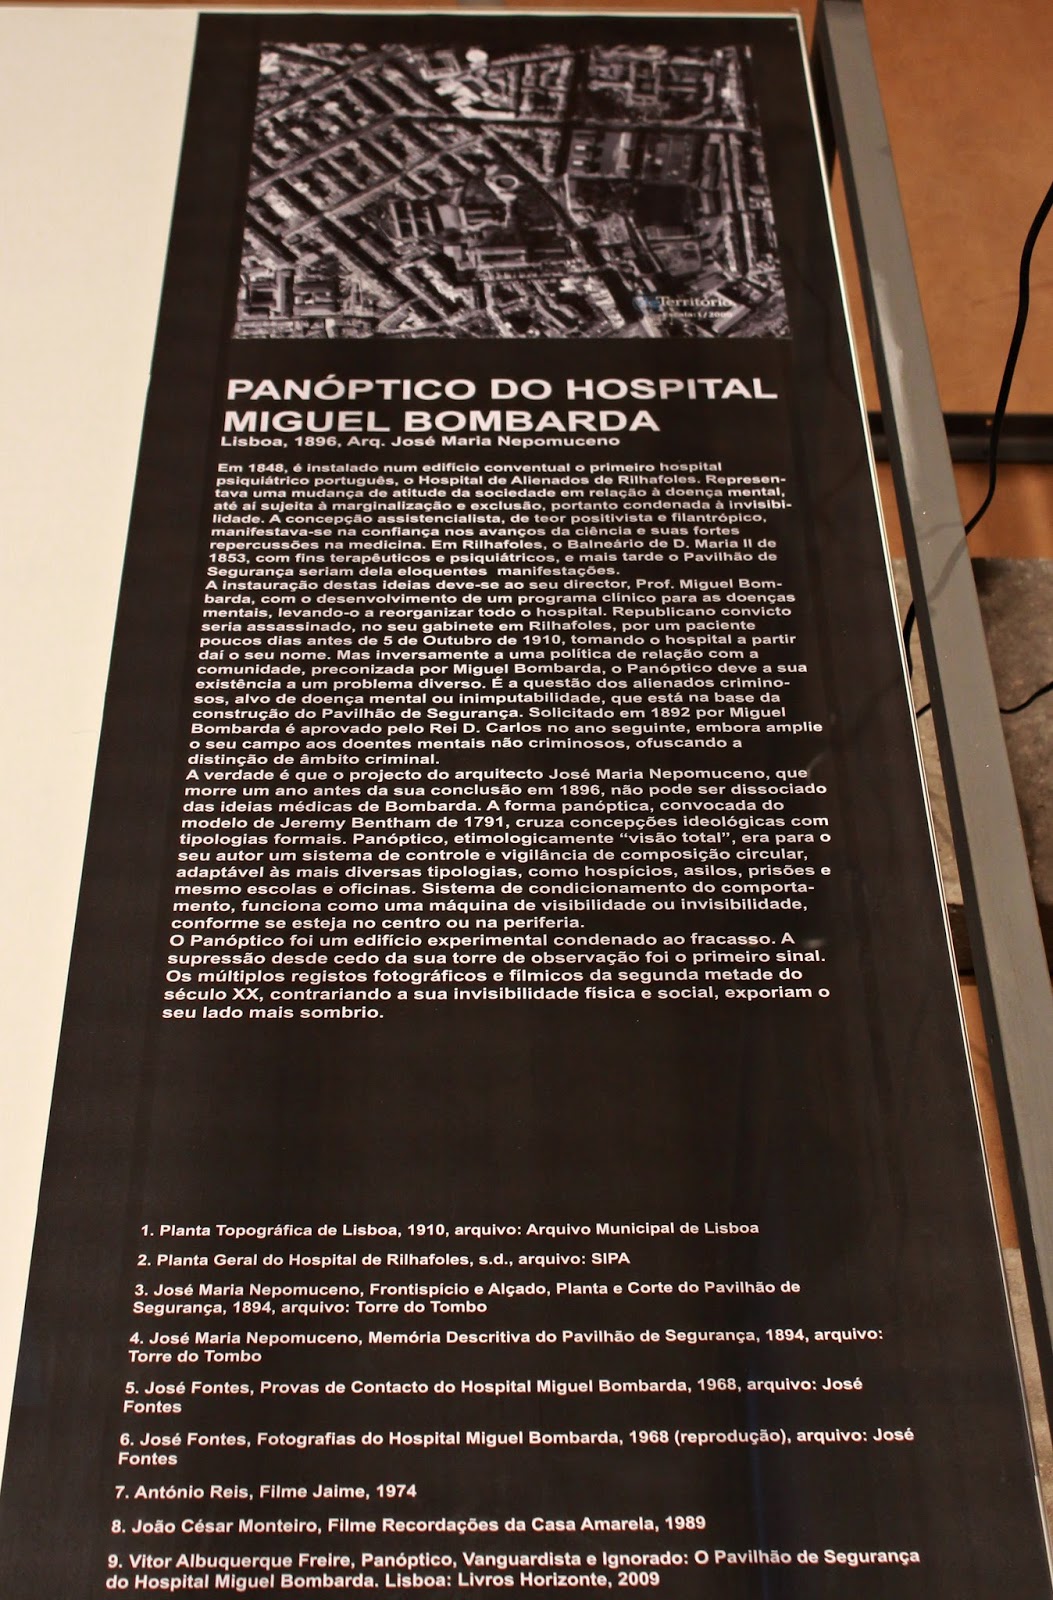 Território
Escala: 1 / 2000
PANÓPTICO DO HOSPITAL
MIGUEL BOMBARDA
Lisboa, 1896, Arq. José Maria Nepomuceno
Em 1848, é instalado num edifício conventual o primeiro hospital
psiquiátrico português, o Hospital de Alienados de Rilhafoles. Represen-
tava uma mudança de atitude da sociedade em relação à doença mental,
até aí sujeita à marginalização e exclusão, portanto condenada à invisibi-
lidade. A concepção assistencialista, de teor positivista e filantrópico,
manifestava-se na confiança nos avanços da ciência e suas fortes
repercussões na medicina. Em Rilhafoles, o Balneário de D. Maria II de
1853, com fins terapêuticos e psiquiátricos, e mais tarde o Pavilhão de
Segurança seriam dela eloquentes manifestações.
A instauração destas ideias deve-se ao seu director, Prof. Miguel Bom-
barda, com o desenvolvimento de um programa clínico para as doenças
mentais, levando-o a reorganizar todo o hospital. Republicano convicto
seria assassinado, no seu gabinete em Rilhafoles, por um paciente
poucos dias antes de 5 de Outubro de 1910, tomando o hospital a partir
daí o seu nome. Mas inversamente a uma política de relação com a
comunidade, preconizada por Miguel Bombarda, o Panóptico deve a sua
existência a um problema diverso. É a questão dos alienados crimino-
sos, alvo de doença mental ou inimputabilidade, que está na base da
construção do Pavilhão de Segurança. Solicitado em 1892 por Miguel
Bombarda é aprovado pelo Rei D. Carlos no ano seguinte, embora amplie
o seu campo aos doentes mentais não criminosos, ofuscando a
distinção de âmbito criminal.
A verdade é que o projecto do arquitecto José Maria Nepomuceno, que
morre um ano antes da sua conclusão em 1896, não pode ser dissociado
das ideias médicas de Bombarda. A forma panóptica, convocada do
modelo de Jeremy Bentham de 1791, cruza concepções ideológicas com
tipologias formais. Panóptico, etimologicamente “visão total”, era para o
seu autor um sistema de controle e vigilância de composição circular,
adaptável às mais diversas tipologias, como hospícios, asilos, prisões e
mesmo escolas e oficinas. Sistema de condicionamento do comporta-
mento, funciona como uma máquina de visibilidade ou invisibilidade,
conforme se esteja no centro ou na periferia.
O Panóptico foi um edifício experimental condenado ao fracasso. A
supressão desde cedo da sua torre de observação foi o primeiro sinal.
Os múltiplos registos fotográficos e fílmicos da segunda metade do
século XX, contrariando a sua invisibilidade física e social, exporiam o
seu lado mais sombrio.
1. Planta Topográfica de Lisboa, 1910, arquivo: Arquivo Municipal de Lisboa
2. Planta Geral do Hospital de Rilhafoles, s.d., arquivo: SIPA
3. José Maria Nepomuceno, Frontispício e Alçado, Planta e Corte do Pavilhão de
Segurança, 1894, arquivo: Torre do Tombo
4. José Maria Nepomuceno, Memória Descritiva do Pavilhão de Segurança, 1894, arquivo:
Torre do Tombo
5. José Fontes, Provas de Contacto do Hospital Miguel Bombarda, 1968, arquivo: José
Fontes
6. José Fontes, Fotografias do Hospital Miguel Bombarda, 1968 (reprodução), arquivo: José
Fontes
7. António Reis, Filme Jaime, 1974
8. João César Monteiro, Filme Recordações da Casa Amarela, 1989
9. Vitor Albuquerque Freire, Panóptico, Vanguardista e Ignorado: O Pavilhão de Segurança
do Hospital Miguel Bombarda. Lisboa: Livros Horizonte, 2009